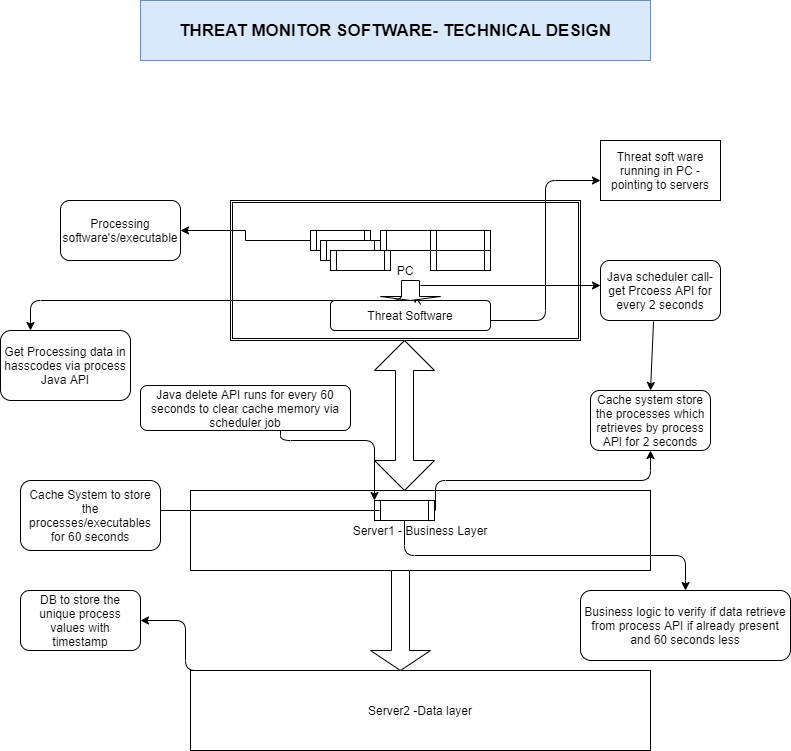 THREAT MONITOR SOFTWARE- TECHNICAL DESIGN
Threat soft ware
running in PC -
pointing to servers
Processing
software's/executable
PC
Java scheduler call-
get Prcoess API for
every 2 seconds
Threat Software
Get Processing data in
hasscodes via process
Java API
Java delete API runs for every 60
seconds to clear cache memory via
scheduler job
Cache system store
the processes which
retrieves by process
API for 2 seconds
Cache System to store
the
processes/executables
for 60 seconds
Server1 - Business Layer
DB to store the
unique process
values with
timestamp
Business logic to verify if data retrieve
from process API if already present
and 60 seconds less
Server2 -Data layer